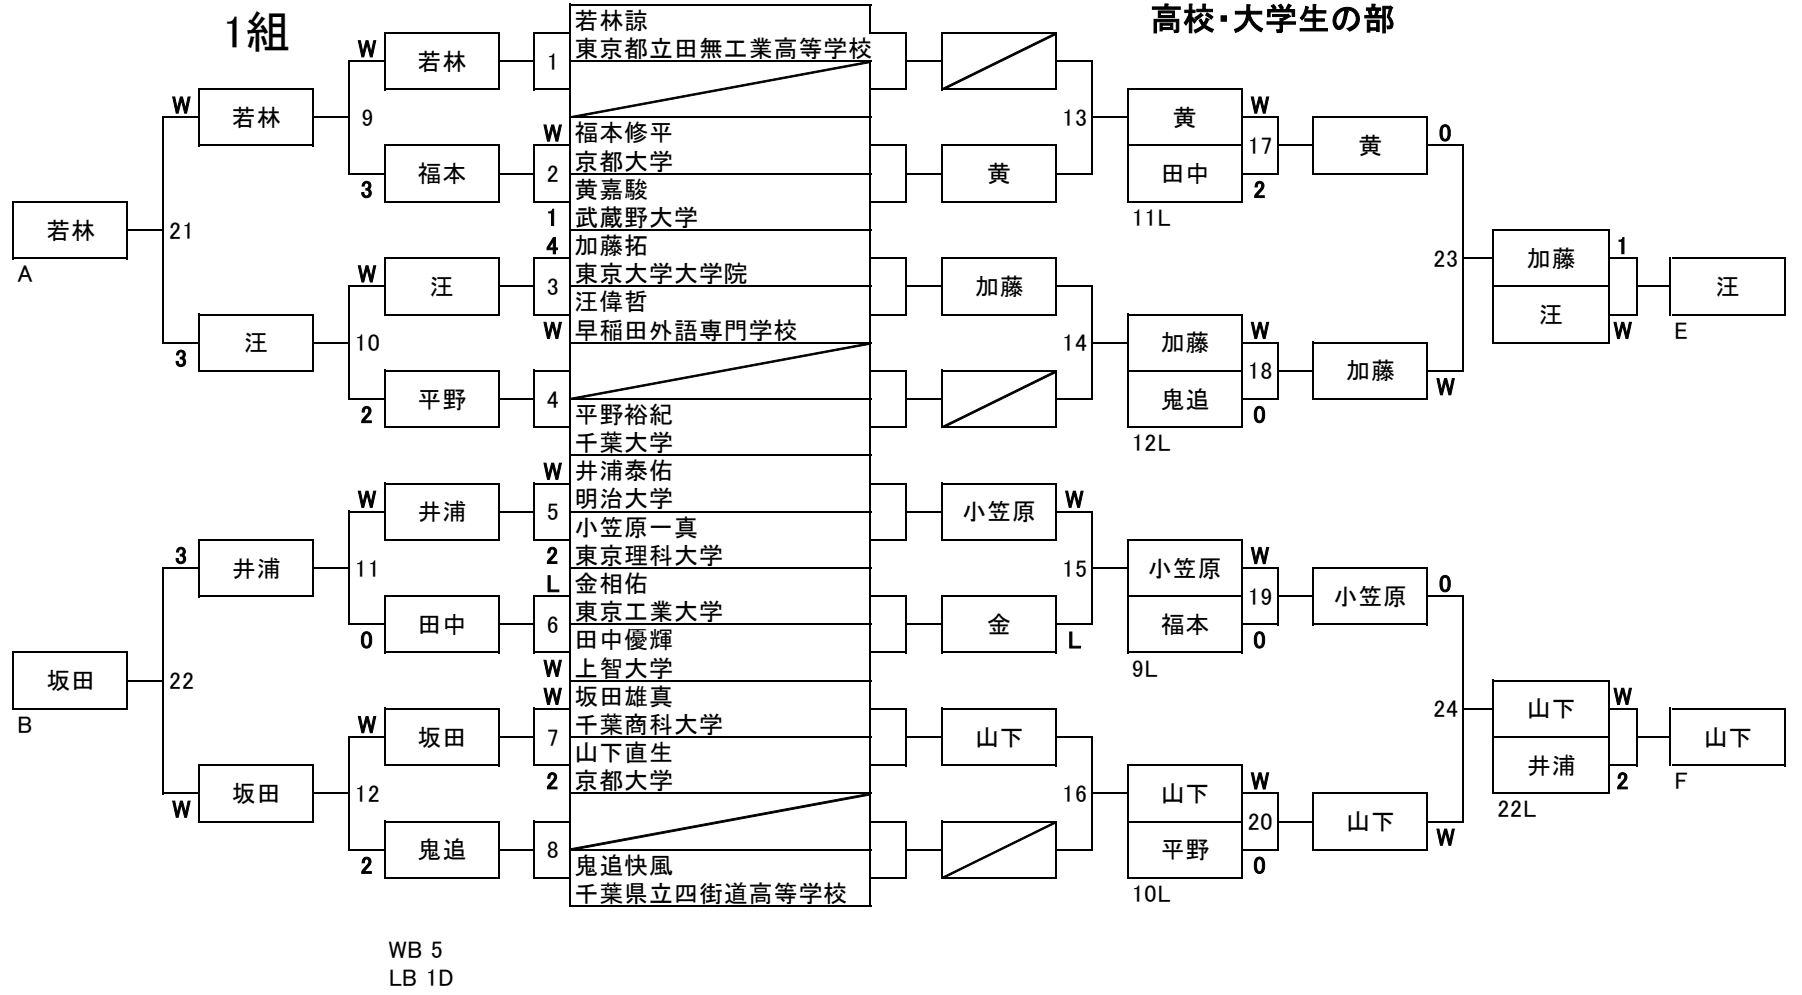 1組
高校・大学生の部
若林諒
東京都立田無工業高等学校
W
若林
1
9
W
若林
福本
3
2
W
福本修平
京都大学
黄嘉駿
1
武蔵野大学
13
黄
黄
田中
11L
W
17
2
黄
0
若林
A
21
3
汪
W
汪
10
平野
2
4
加藤拓
東京大学大学院
3
汪偉哲
W
早稲田外語専門学校
4
平野裕紀
千葉大学
加藤
14
加藤
鬼追
12L
W
18
0
加藤
W
23
加藤
汪
1
W
汪
E
W
井浦
5
W
井浦泰佑
明治大学
小笠原一真
2
東京理科大学
3
井浦
11
0
田中
6
L
金相佑
東京工業大学
田中優輝
W
上智大学
小笠原
W
15
金
L
小笠原
福本
9L
W
19
0
小笠原
0
坂田
B
22
W
坂田
W
坂田
12
鬼追
2
7
W
坂田雄真
千葉商科大学
山下直生
2
京都大学
8
鬼追快風
千葉県立四街道高等学校
山下
16
山下
平野
10L
W
20
0
山下
W
24
山下
井浦
22L
W
2
山下
F
WB 5
LB 1D